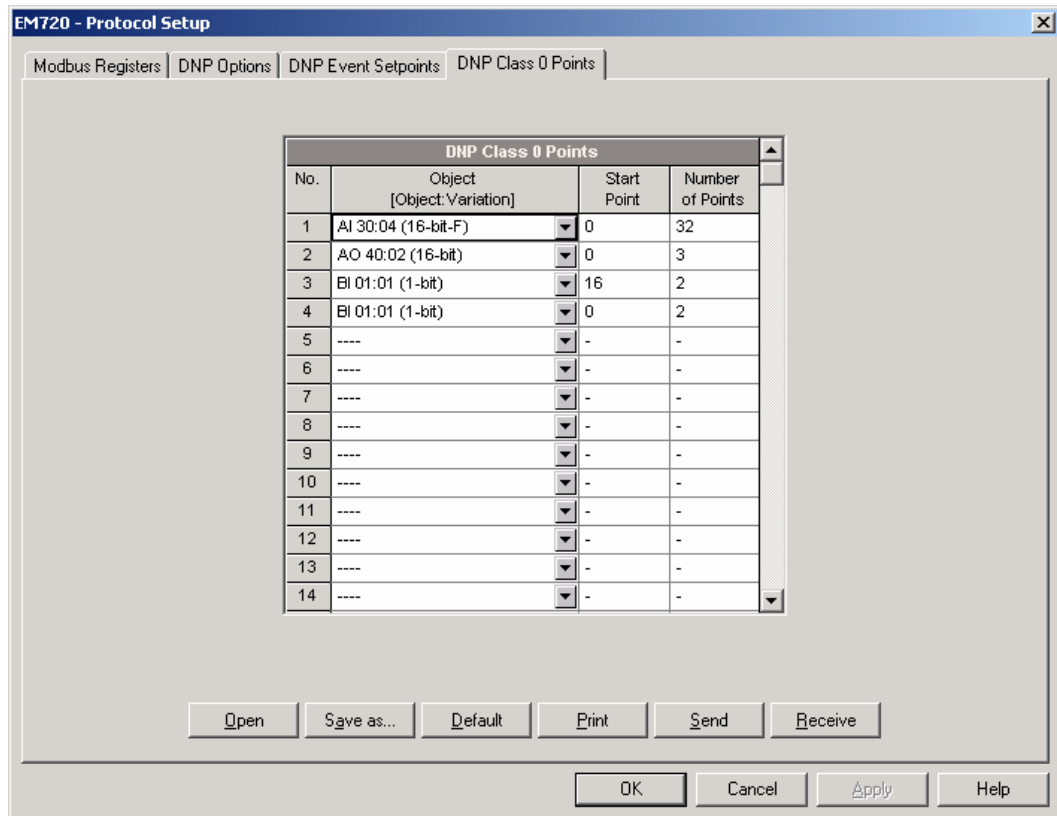 EM720 - Protocol Setup
Modbus Registers DNP Options DNP Event Setpoints DNP Class 0 Points
DNP Class 0 Points
No. Object [Object:Variation] Start Point Number of Points
1 AI 30:04 (16-bit-F) 0 32
2 AO 40:02 (16-bit) 0 3
3 BI 01:01 (1-bit) 16 2
4 BI 01:01 (1-bit) 0 2
5 ---- - -
6 ---- - -
7 ---- - -
8 ---- - -
9 ---- - -
10 ---- - -
11 ---- - -
12 ---- - -
13 ---- - -
14 ---- - -
Open Save as... Default Print Send Receive
OK Cancel Apply Help